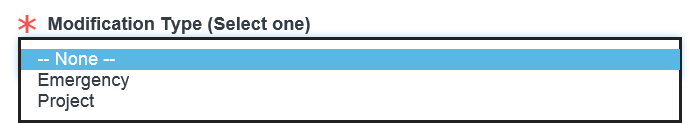 * Modification Type (Select one)
-- None --
Emergency
Project